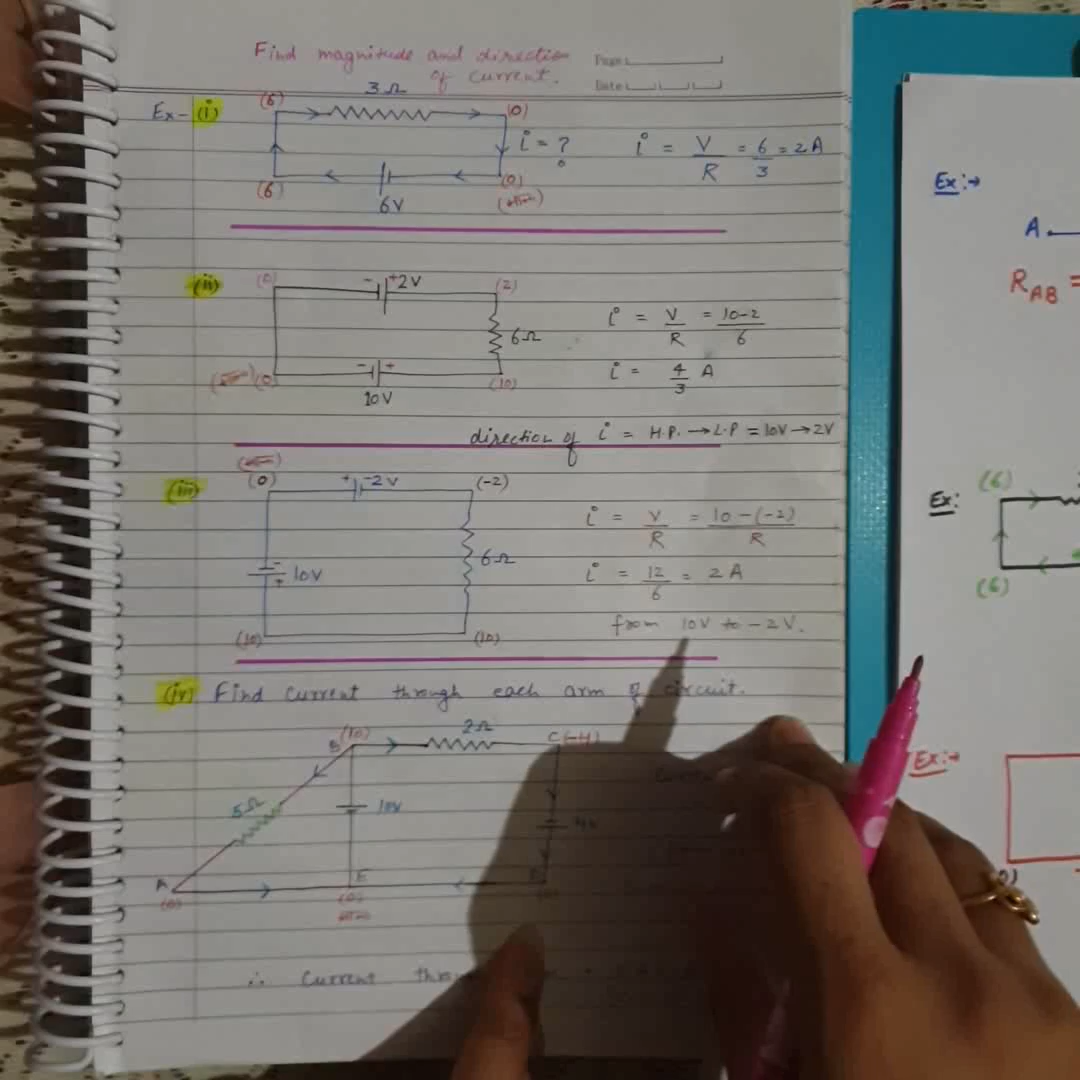 Find magnitude and direction
of current.
Page
Date
Ex- (i)
(6)
3Ω
(0)
i = ?
i = V/R = 6/3 = 2A
(6)
6V
(0)
(ii)
(0)
- +2V
(2)
6Ω
i = V/R = 10-2/6
i = 4/3 A
(0)
- +
10V
(10)
direction of i = H.P. → L.P = 10V → 2V
(iii)
(0)
+ -2V
(-2)
6Ω
- + 10V
i = V/R = 10-(-2)/R
i = 12/6 = 2A
from 10V to -2V.
(10)
(10)
(iv) Find current through each arm of circuit.
B (10)
2Ω
C(-4)
5Ω
10V
4V
A
(0)
E
(0)
∴ Current
Ex:→
A
R_AB =
Ex:
(6)
(6)
Ex:→